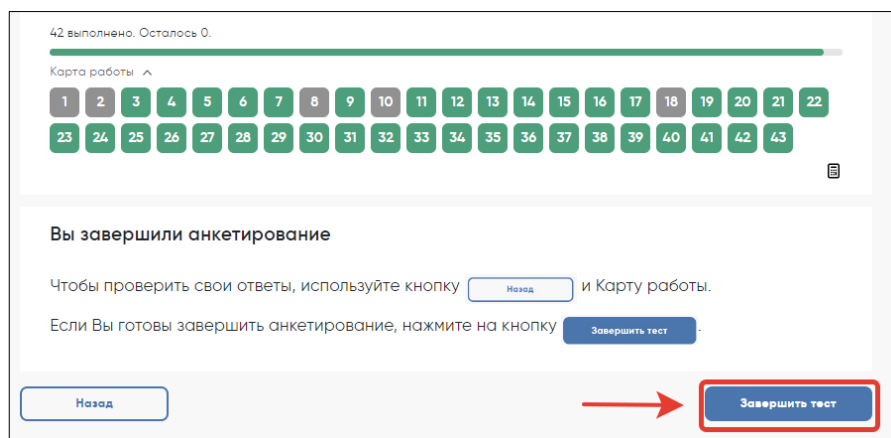 42 выполнено. Осталось 0.
Карта работы
1 2 3 4 5 6 7 8 9 10 11 12 13 14 15 16 17 18 19 20 21 22
23 24 25 26 27 28 29 30 31 32 33 34 35 36 37 38 39 40 41 42 43
Вы завершили анкетирование
Чтобы проверить свои ответы, используйте кнопку Назад и Карту работы.
Если Вы готовы завершить анкетирование, нажмите на кнопку Завершить тест .
Назад Завершить тест